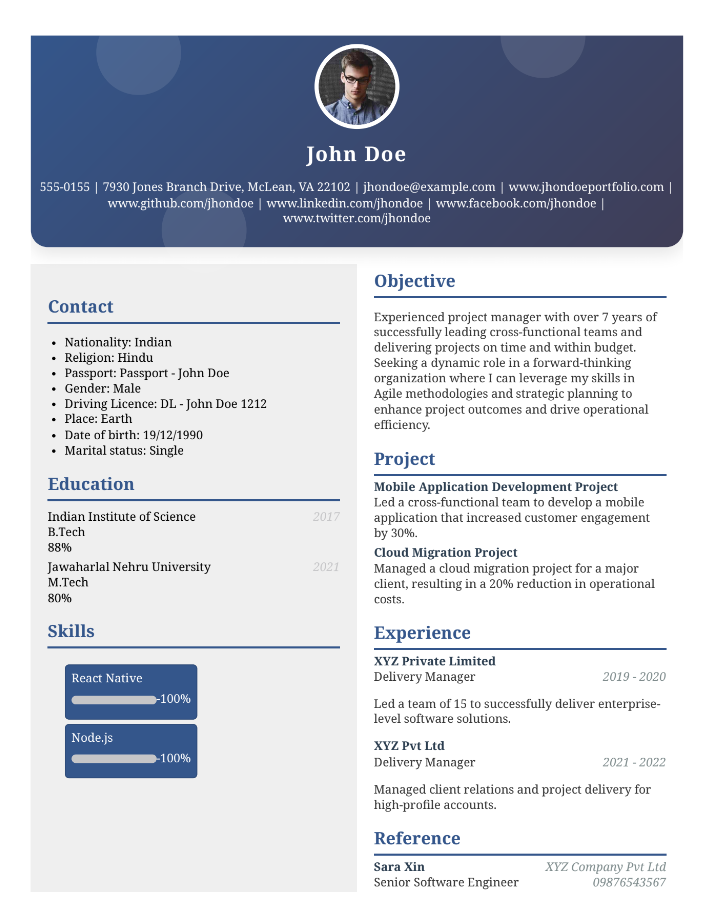 John Doe
555-0155 | 7930 Jones Branch Drive, McLean, VA 22102 | jhondoe@example.com | www.jhondoeportfolio.com |
www.github.com/jhondoe | www.linkedin.com/jhondoe | www.facebook.com/jhondoe |
www.twitter.com/jhondoe
Contact
• Nationality: Indian
• Religion: Hindu
• Passport: Passport - John Doe
• Gender: Male
• Driving Licence: DL - John Doe 1212
• Place: Earth
• Date of birth: 19/12/1990
• Marital status: Single
Education
Indian Institute of Science 2017
B.Tech
88%
Jawaharlal Nehru University 2021
M.Tech
80%
Skills
React Native
-100%
Node.js
-100%
Objective
Experienced project manager with over 7 years of
successfully leading cross-functional teams and
delivering projects on time and within budget.
Seeking a dynamic role in a forward-thinking
organization where I can leverage my skills in
Agile methodologies and strategic planning to
enhance project outcomes and drive operational
efficiency.
Project
Mobile Application Development Project
Led a cross-functional team to develop a mobile
application that increased customer engagement
by 30%.
Cloud Migration Project
Managed a cloud migration project for a major
client, resulting in a 20% reduction in operational
costs.
Experience
XYZ Private Limited
Delivery Manager 2019 - 2020
Led a team of 15 to successfully deliver enterprise-
level software solutions.
XYZ Pvt Ltd
Delivery Manager 2021 - 2022
Managed client relations and project delivery for
high-profile accounts.
Reference
Sara Xin XYZ Company Pvt Ltd
Senior Software Engineer 09876543567